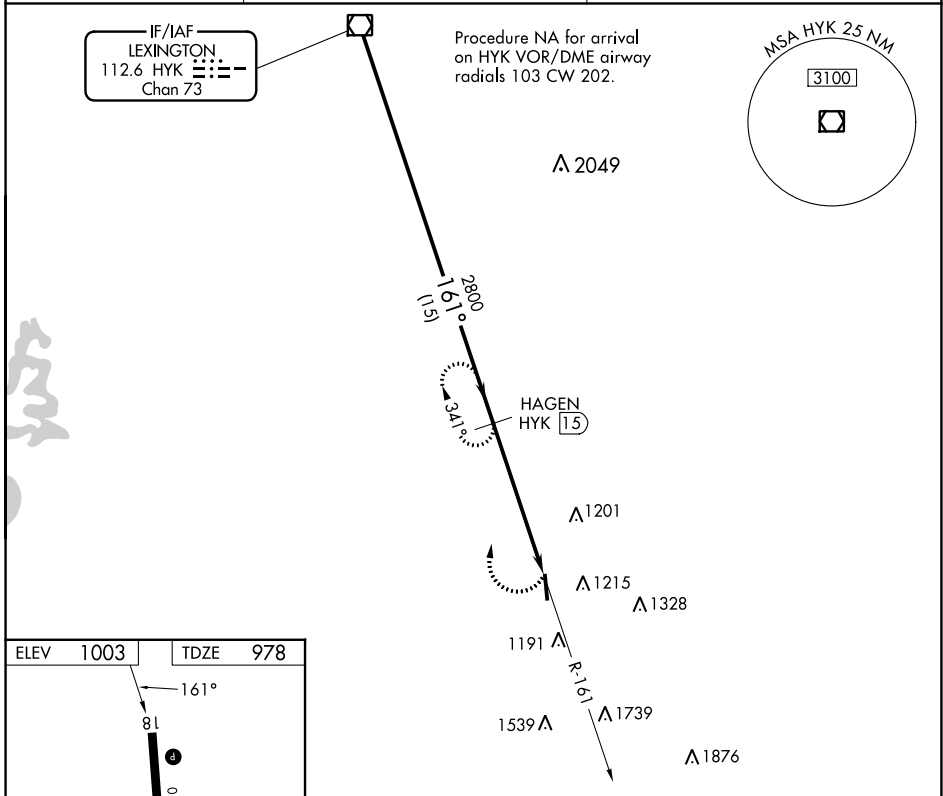 IF/IAF
LEXINGTON
112.6 HYK
Chan 73
Procedure NA for arrival
on HYK VOR/DME airway
radials 103 CW 202.
MSA HYK 25 NM
3100
2049
2800
161°
(15)
341°
HAGEN
HYK 15
1201
1215
1328
1191
R-161
1539
1739
1876
ELEV 1003
TDZE 978
161°
18
P
0